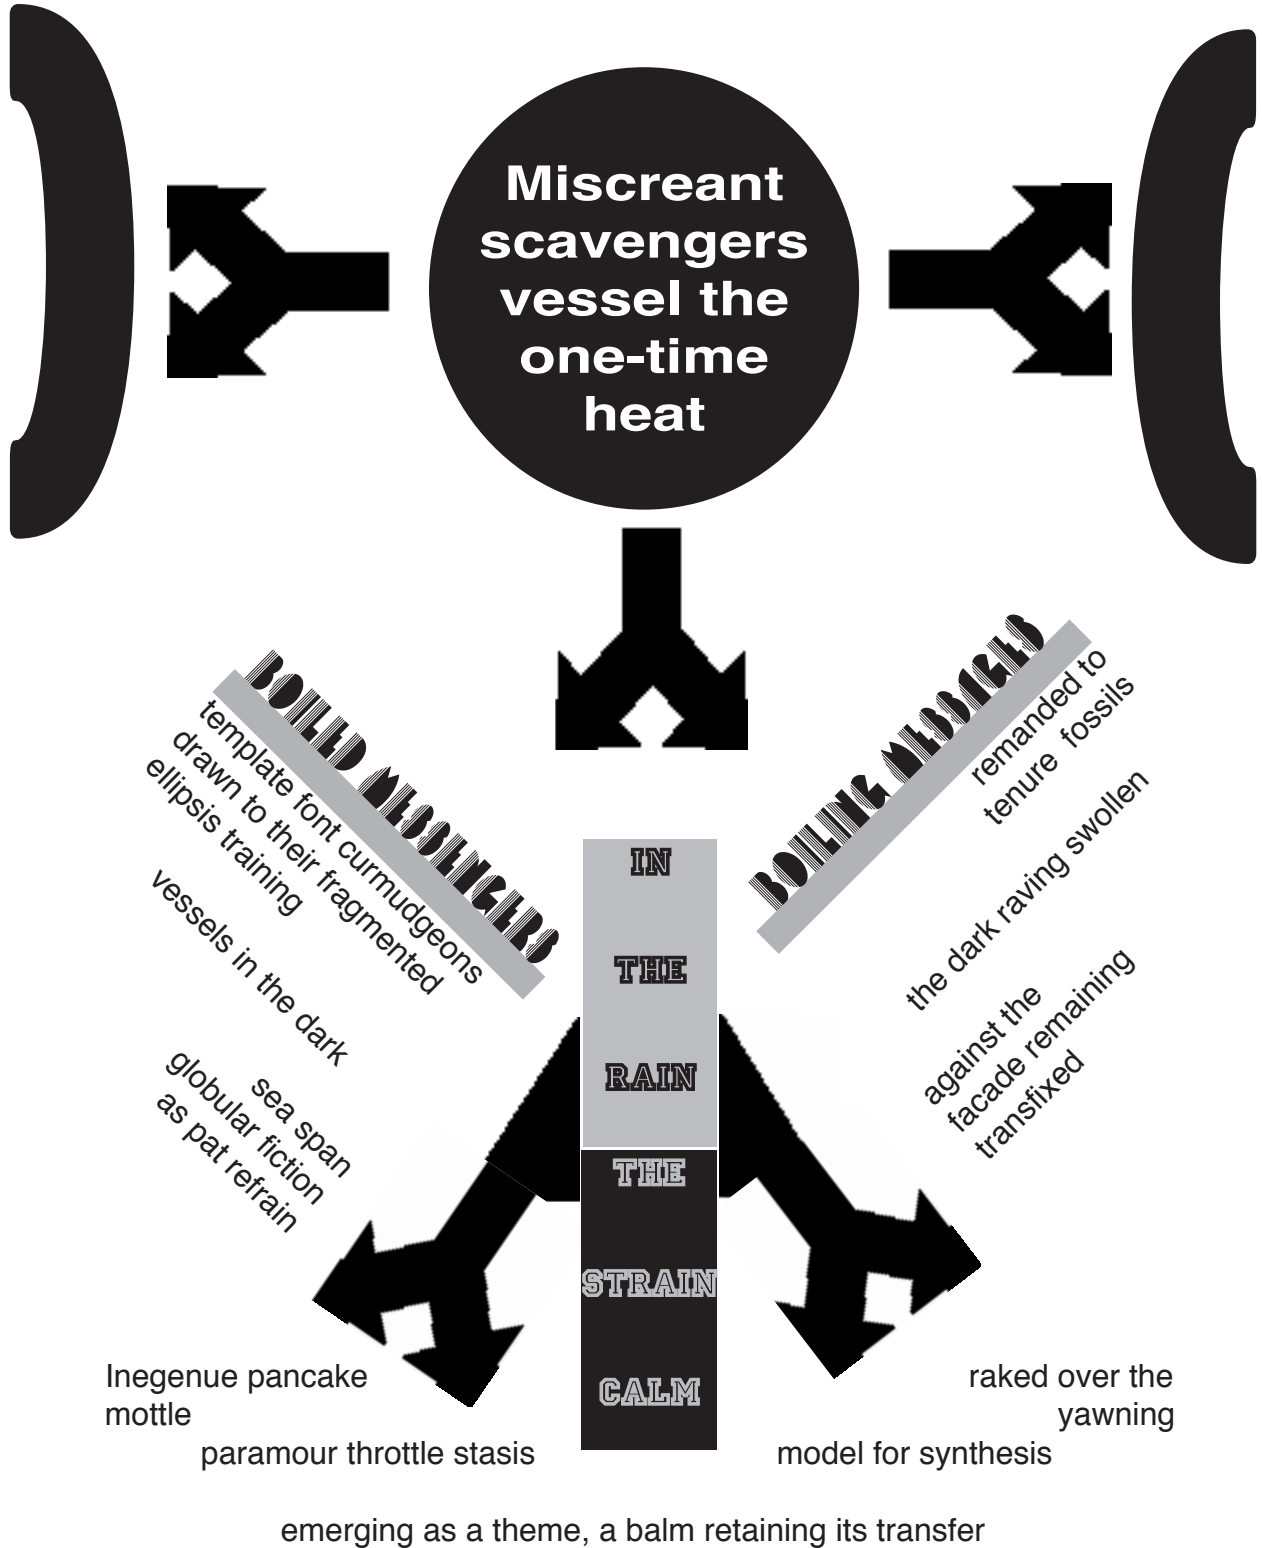 Miscreant
scavengers
vessel the
one-time
heat
BOILED MESSENGERS
template font curmudgeons
drawn to their fragmented
ellipsis training
vessels in the dark
sea span
globular fiction
as pat refrain
BOILING MESSAGES
remanded to
tenure fossils
the dark raving swollen
against the
facade remaining
transfixed
IN
THE
RAIN
THE
STRAIN
CALM
Inegenue pancake
mottle
paramour throttle stasis
raked over the
yawning
model for synthesis
emerging as a theme, a balm retaining its transfer